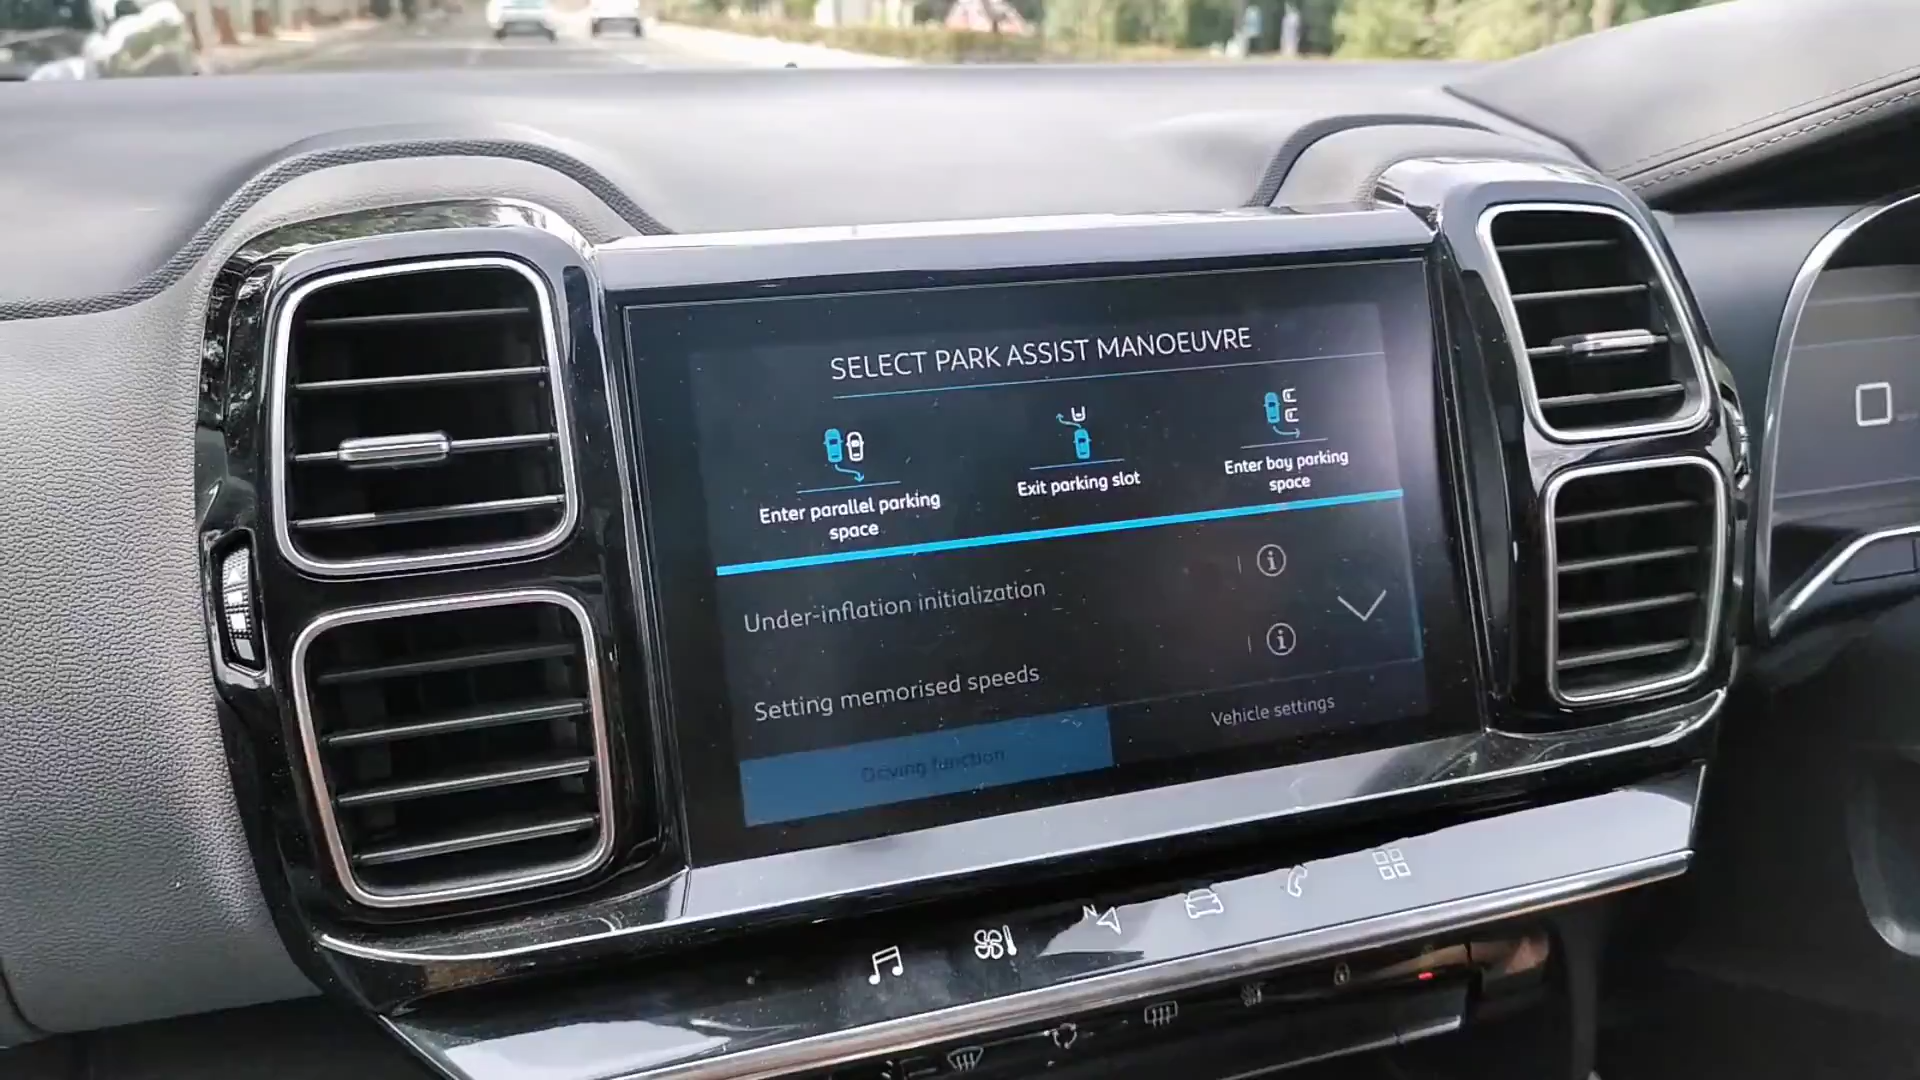 SELECT PARK ASSIST MANOEUVRE
Enter parallel parking
space
Exit parking slot
Enter bay parking
space
Under-inflation initialization
Setting memorised speeds
Driving function
Vehicle settings
N